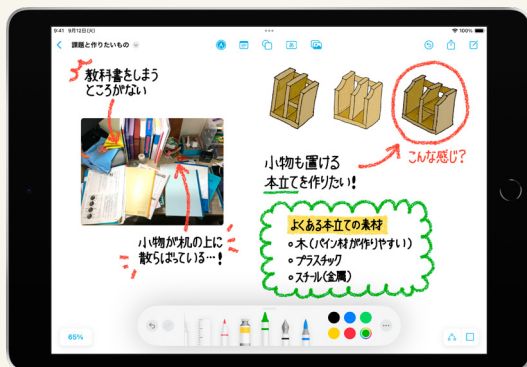 9:41 9月12日(火)
100%
課題と作りたいもの
教科書をしまう
ところがない
小物が机の上に
散らばっている…!
こんな感じ?
小物も置ける
本立てを作りたい!
よくある本立ての素材
○木(パイン材が作りやすい)
○プラスチック
○スチール(金属)
65%